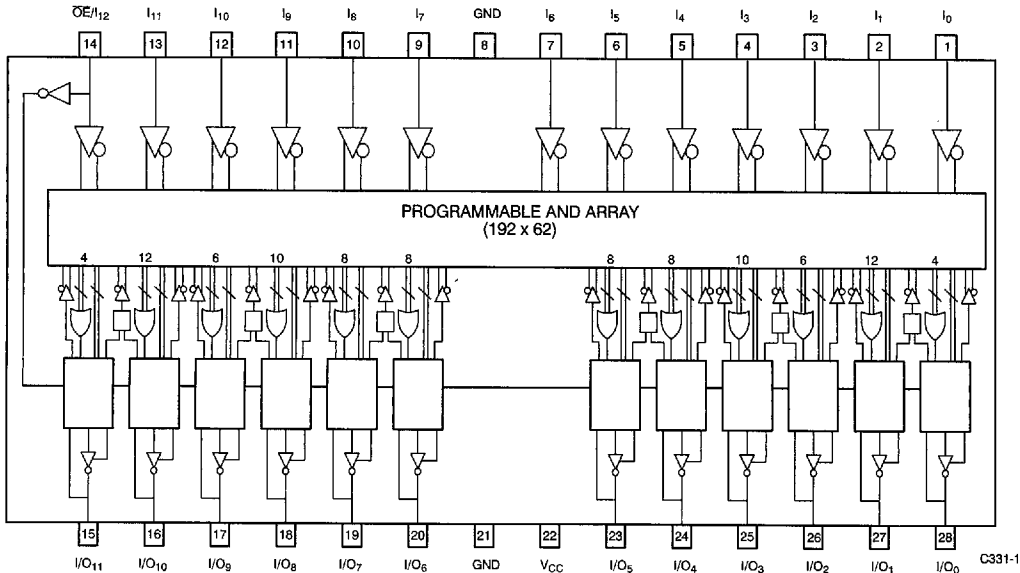 OE/I12 I11 I10 I9 I8 I7 GND I6 I5 I4 I3 I2 I1 I0
14 13 12 11 10 9 8 7 6 5 4 3 2 1
PROGRAMMABLE AND ARRAY
(192 x 62)
4 12 6 10 8 8 8 8 10 6 12 4
15 16 17 18 19 20 21 22 23 24 25 26 27 28
I/O11 I/O10 I/O9 I/O8 I/O7 I/O6 GND VCC I/O5 I/O4 I/O3 I/O2 I/O1 I/O0
C331-1